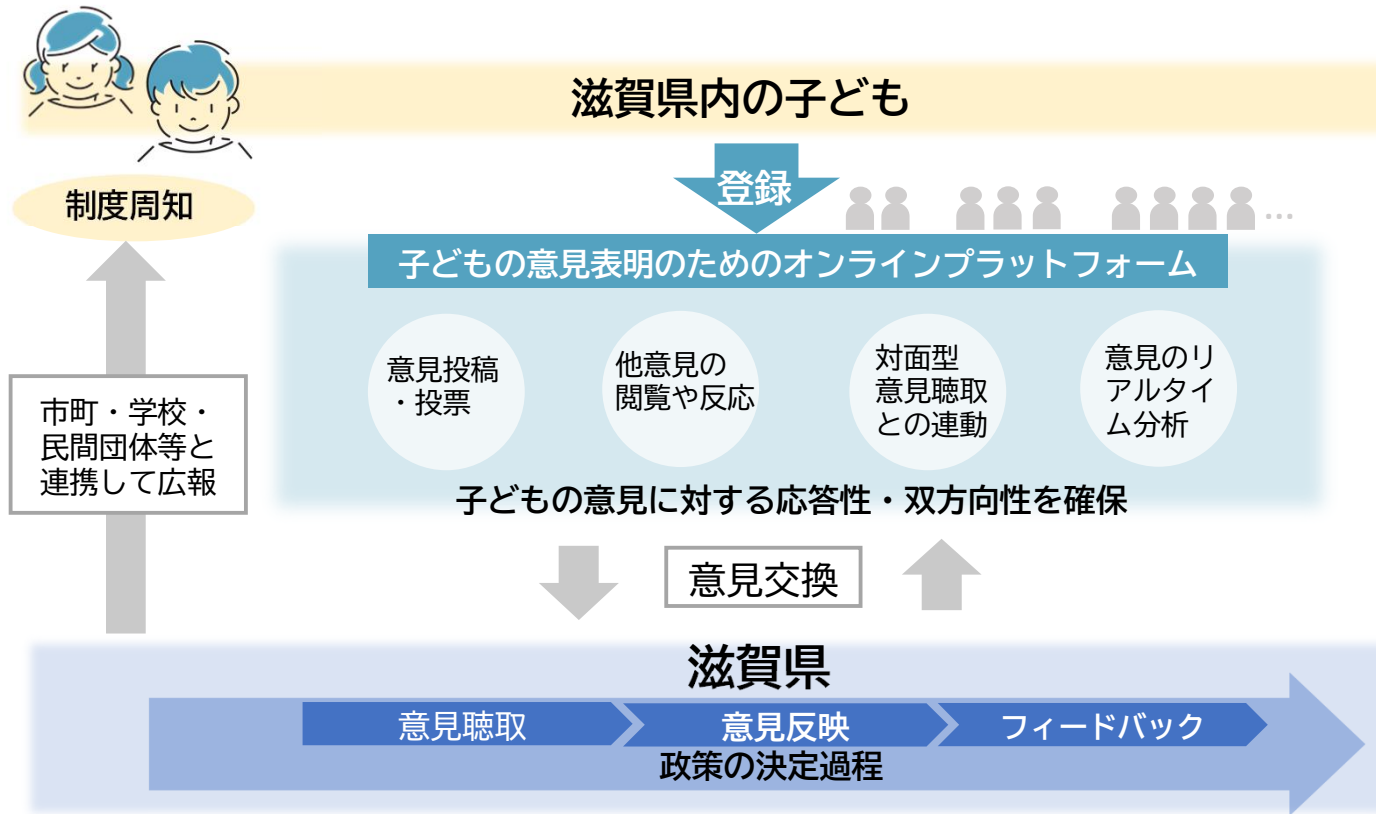 滋賀県内の子ども
登録
制度周知
…
子どもの意見表明のためのオンラインプラットフォーム
意見投稿
・投票
他意見の
閲覧や反応
対面型
意見聴取
との連動
意見のリ
アルタイ
ム分析
市町・学校・
民間団体等と
連携して広報
子どもの意見に対する応答性・双方向性を確保
意見交換
滋賀県
意見聴取
意見反映
フィードバック
政策の決定過程